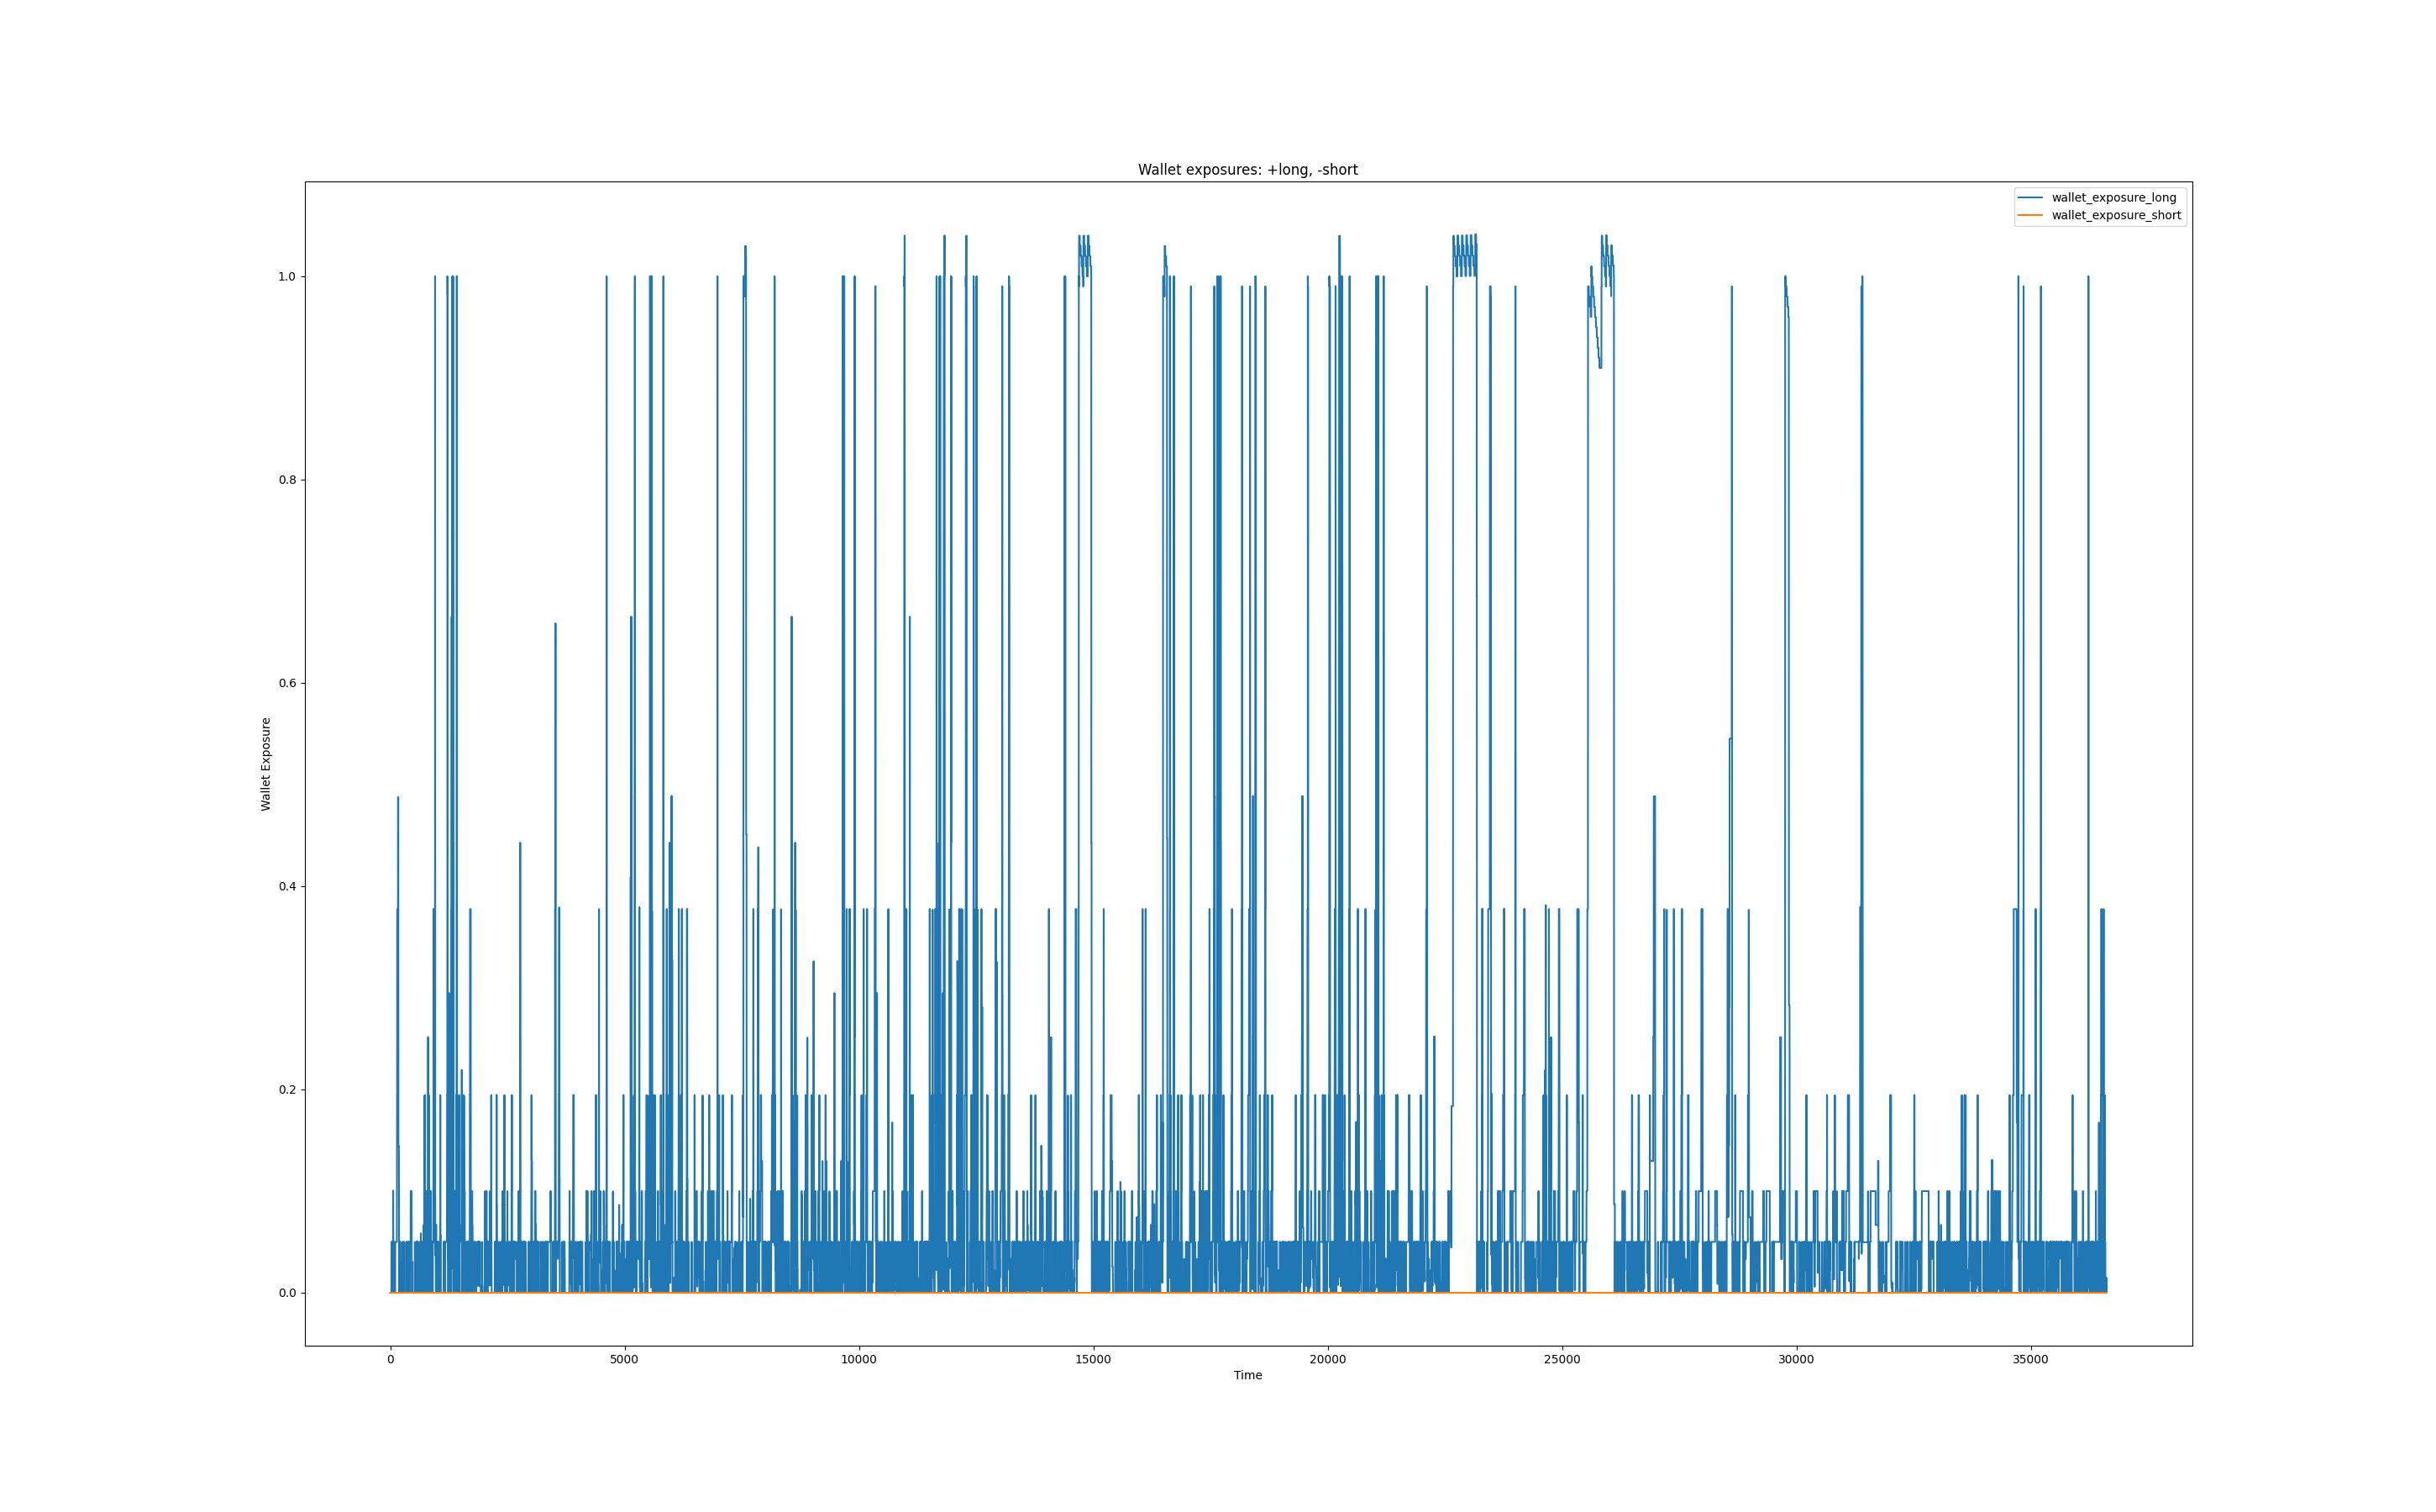 Wallet exposures: +long, -short
wallet_exposure_long
wallet_exposure_short
1.0
0.8
0.6
0.4
0.2
0.0
Wallet Exposure
0 5000 10000 15000 20000 25000 30000 35000
Time